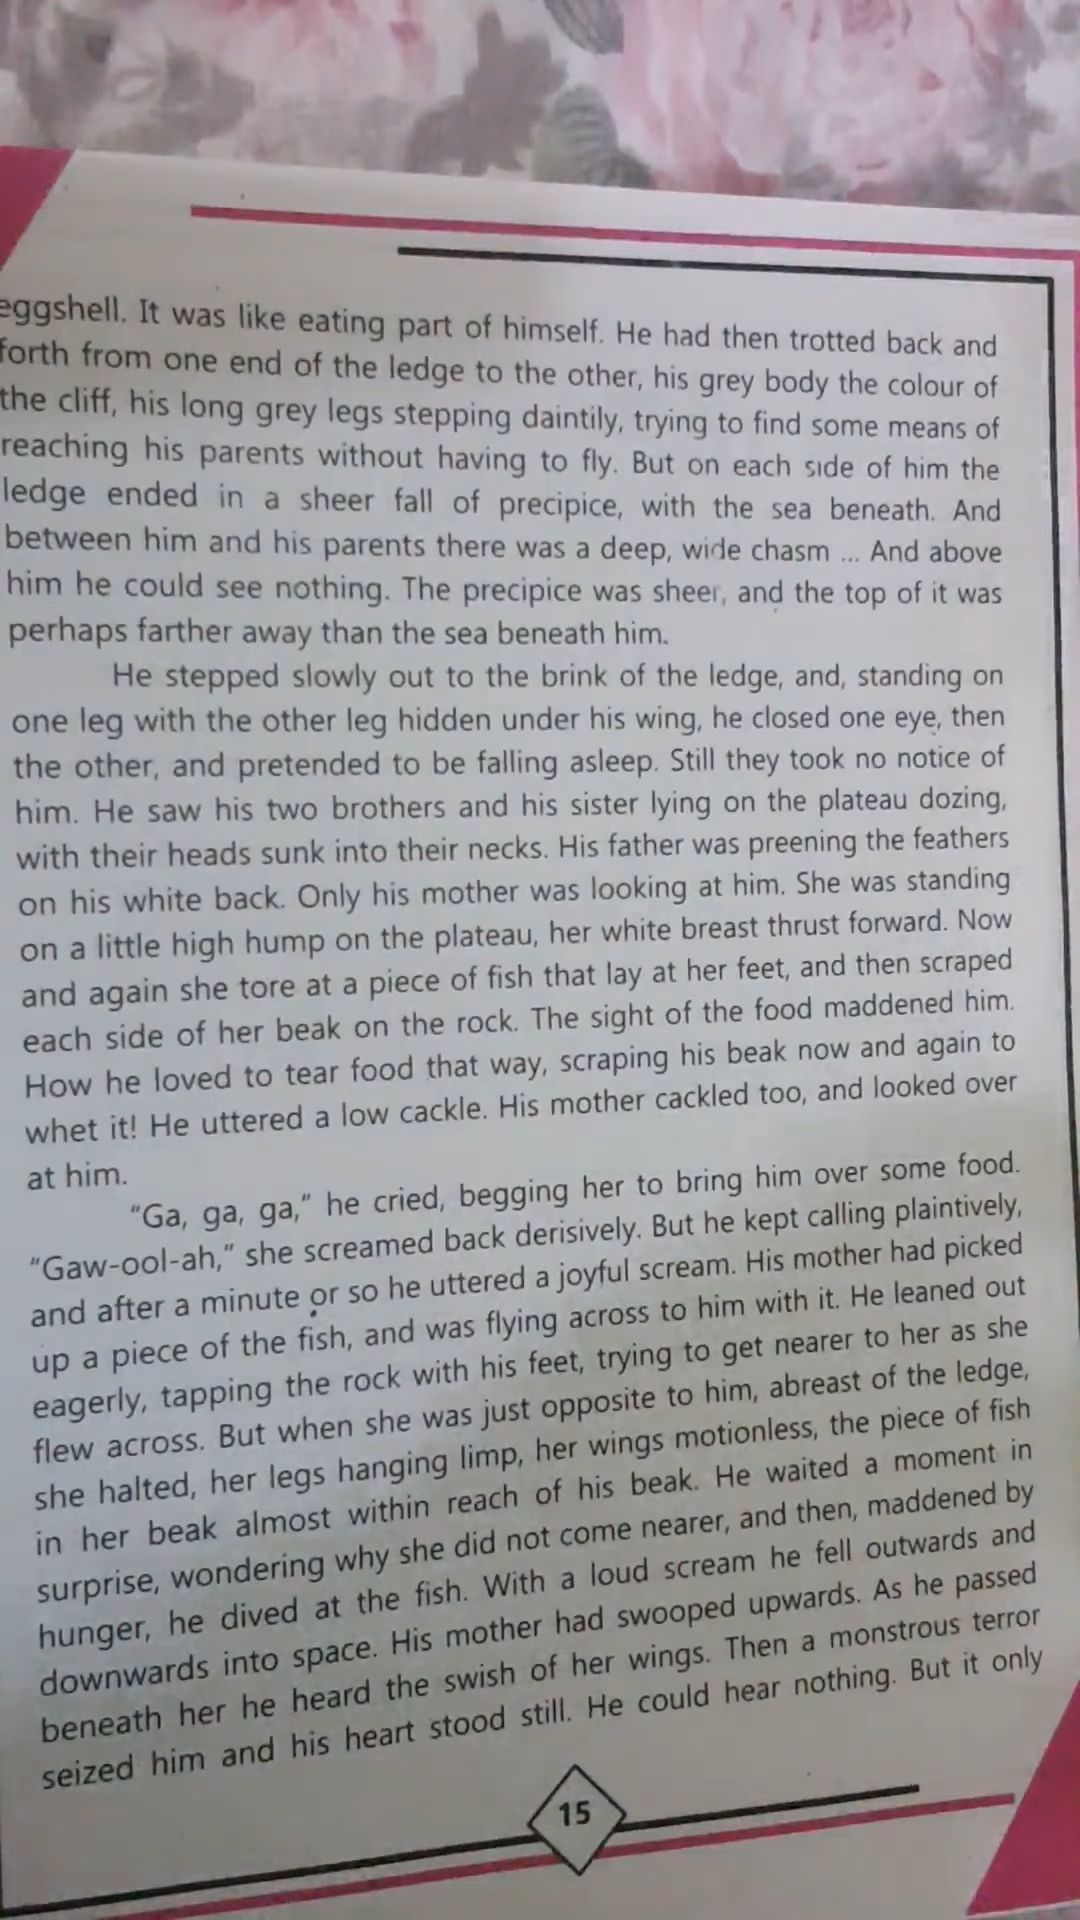 eggshell. It was like eating part of himself. He had then trotted back and
forth from one end of the ledge to the other, his grey body the colour of
the cliff, his long grey legs stepping daintily, trying to find some means of
reaching his parents without having to fly. But on each side of him the
ledge ended in a sheer fall of precipice, with the sea beneath. And
between him and his parents there was a deep, wide chasm ... And above
him he could see nothing. The precipice was sheer, and the top of it was
perhaps farther away than the sea beneath him.
He stepped slowly out to the brink of the ledge, and, standing on
one leg with the other leg hidden under his wing, he closed one eye, then
the other, and pretended to be falling asleep. Still they took no notice of
him. He saw his two brothers and his sister lying on the plateau dozing,
with their heads sunk into their necks. His father was preening the feathers
on his white back. Only his mother was looking at him. She was standing
on a little high hump on the plateau, her white breast thrust forward. Now
and again she tore at a piece of fish that lay at her feet, and then scraped
each side of her beak on the rock. The sight of the food maddened him.
How he loved to tear food that way, scraping his beak now and again to
whet it! He uttered a low cackle. His mother cackled too, and looked over
at him.
“Ga, ga, ga,” he cried, begging her to bring him over some food.
“Gaw-ool-ah,” she screamed back derisively. But he kept calling plaintively,
and after a minute or so he uttered a joyful scream. His mother had picked
up a piece of the fish, and was flying across to him with it. He leaned out
eagerly, tapping the rock with his feet, trying to get nearer to her as she
flew across. But when she was just opposite to him, abreast of the ledge,
she halted, her legs hanging limp, her wings motionless, the piece of fish
in her beak almost within reach of his beak. He waited a moment in
surprise, wondering why she did not come nearer, and then, maddened by
hunger, he dived at the fish. With a loud scream he fell outwards and
downwards into space. His mother had swooped upwards. As he passed
beneath her he heard the swish of her wings. Then a monstrous terror
seized him and his heart stood still. He could hear nothing. But it only
15